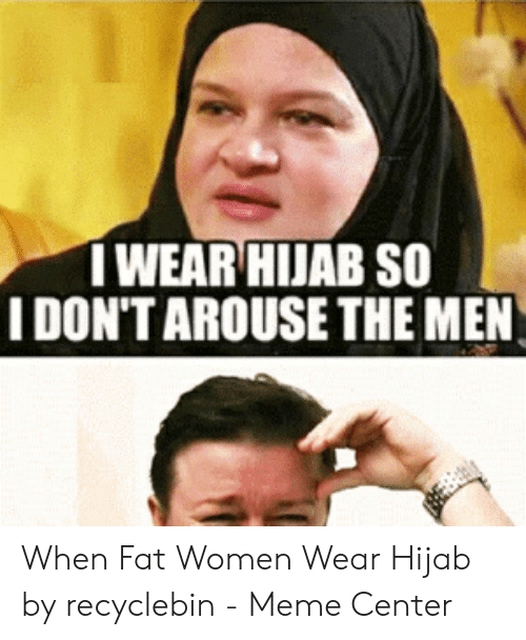 I WEAR HIJAB SO
I DON'T AROUSE THE MEN
When Fat Women Wear Hijab
by recyclebin - Meme Center